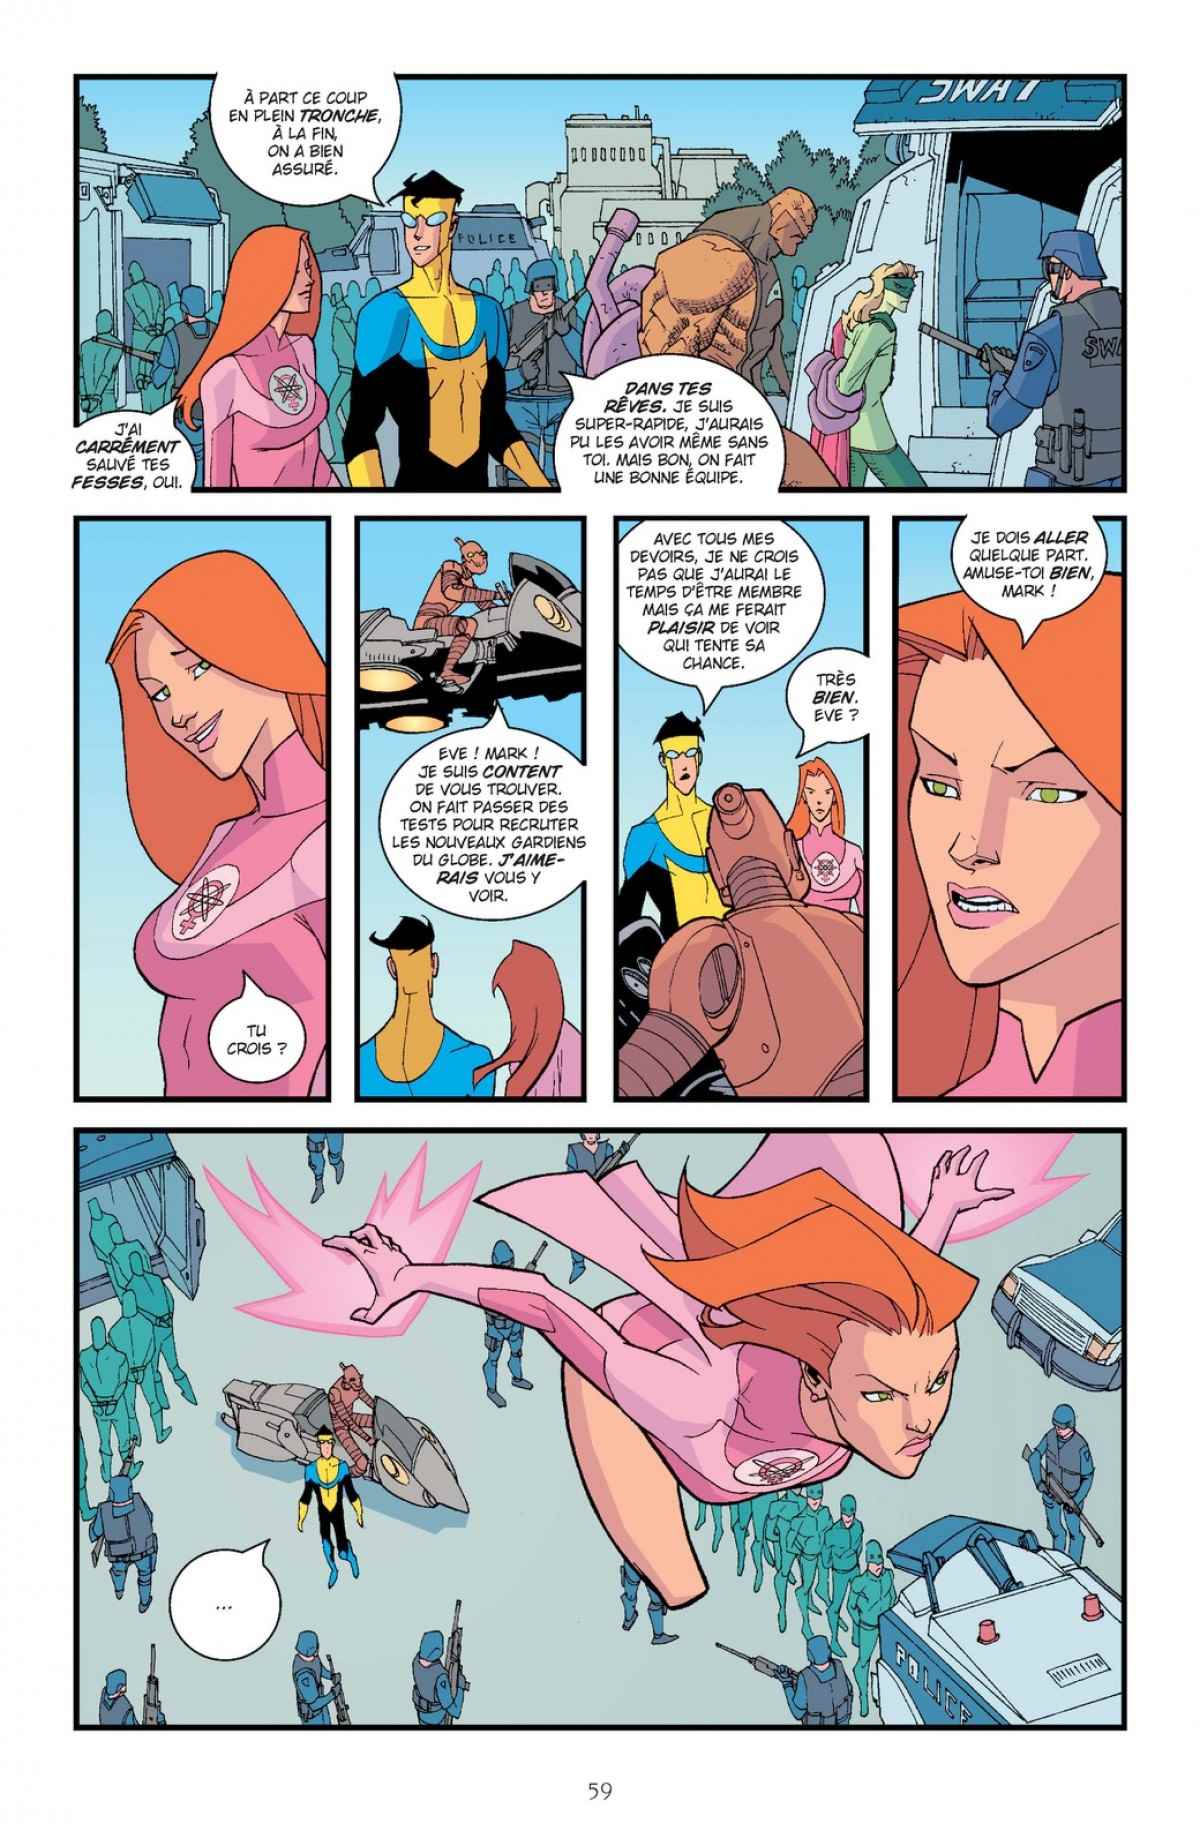 À PART CE COUP
EN PLEIN TRONCHE,
À LA FIN,
ON A BIEN
ASSURÉ.
SWAT
POLICE
SWA
J'AI
CARRÉMENT
SAUVÉ TES
FESSES, OUI.
DANS TES
RÊVES. JE SUIS
SUPER-RAPIDE, J'AURAIS
PU LES AVOIR MÊME SANS
TOI. MAIS BON, ON FAIT
UNE BONNE ÉQUIPE.
TU
CROIS ?
EVE ! MARK !
JE SUIS CONTENT
DE VOUS TROUVER.
ON FAIT PASSER DES
TESTS POUR RECRUTER
LES NOUVEAUX GARDIENS
DU GLOBE. J'AIME-
RAIS VOUS Y
VOIR.
AVEC TOUS MES
DEVOIRS, JE NE CROIS
PAS QUE J'AURAI LE
TEMPS D'ÊTRE MEMBRE
MAIS ÇA ME FERAIT
PLAISIR DE VOIR
QUI TENTE SA
CHANCE.
TRÈS
BIEN.
EVE ?
JE DOIS ALLER
QUELQUE PART.
AMUSE-TOI BIEN,
MARK !
...
POLICE
59